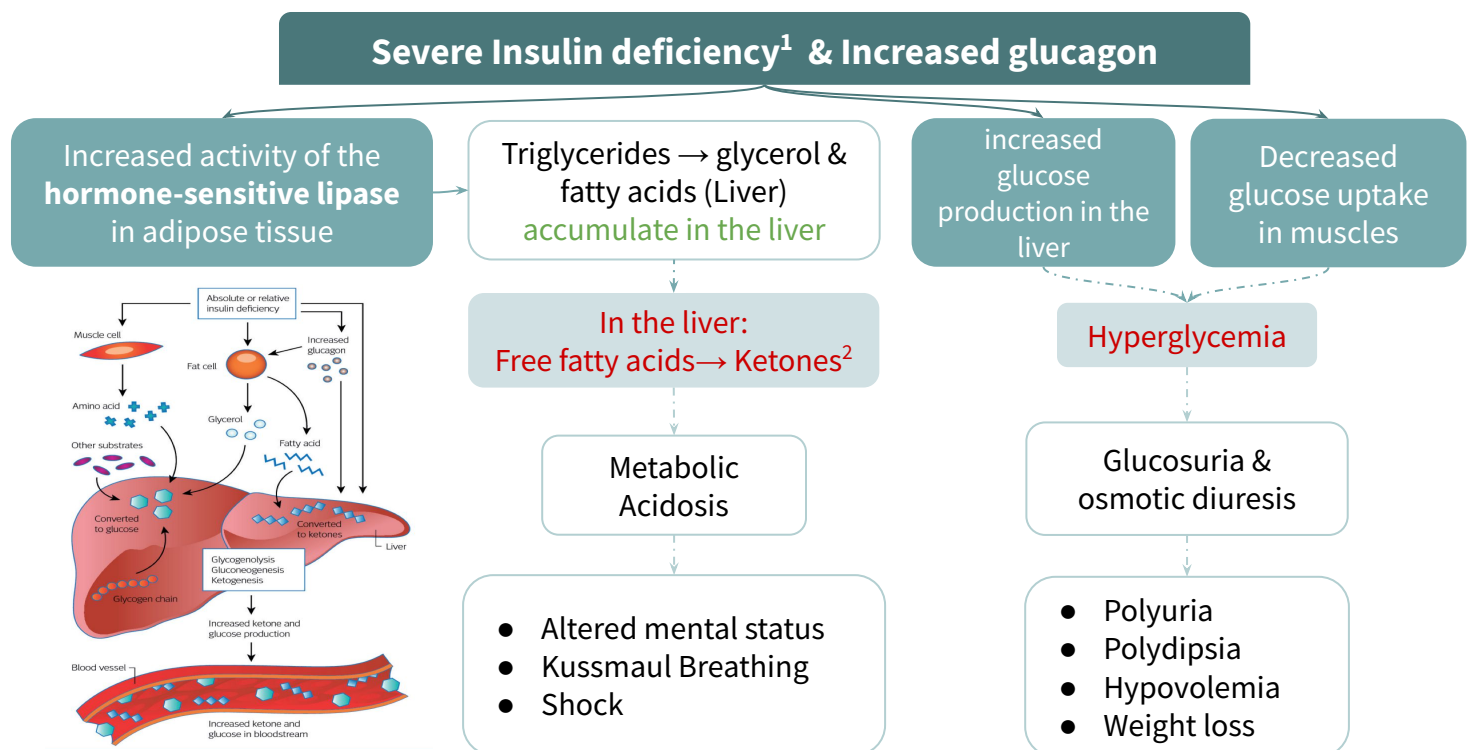 Severe Insulin deficiency¹ & Increased glucagon
Increased activity of the
hormone-sensitive lipase
in adipose tissue
Triglycerides → glycerol &
fatty acids (Liver)
accumulate in the liver
increased
glucose
production in the
liver
Decreased
glucose uptake
in muscles
In the liver:
Free fatty acids→ Ketones²
Hyperglycemia
Metabolic
Acidosis
Glucosuria &
osmotic diuresis
● Altered mental status
● Kussmaul Breathing
● Shock
● Polyuria
● Polydipsia
● Hypovolemia
● Weight loss
Absolute or relative
insulin deficiency
Muscle cell
Increased
glucagon
Fat cell
Amino acid
Glycerol
Other substrates
Fatty acid
Converted
to glucose
Converted
to ketones
Liver
Glycogenolysis
Gluconeogenesis
Ketogenesis
Glycogen chain
Increased ketone and
glucose production
Blood vessel
Increased ketone and
glucose in bloodstream